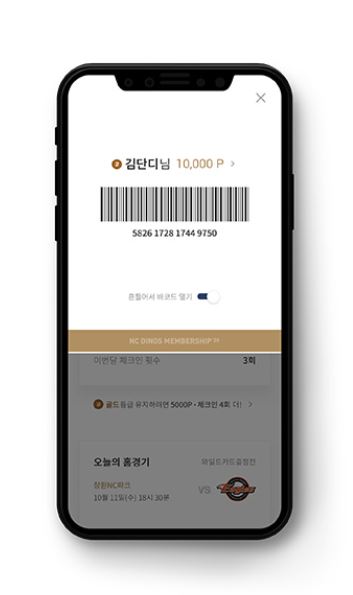 김단디님 10,000 P >
5826 1728 1744 9750
흔들어서 바코드 열기
NC DINOS MEMBERSHIP
이번달 체크인 횟수 3회
골드등급 유지하려면 5000P • 체크인 4회 더! >
오늘의 홈경기 와일드카드결정전
창원NC파크
10월 11일(수) 18시 30분
VS Eagles